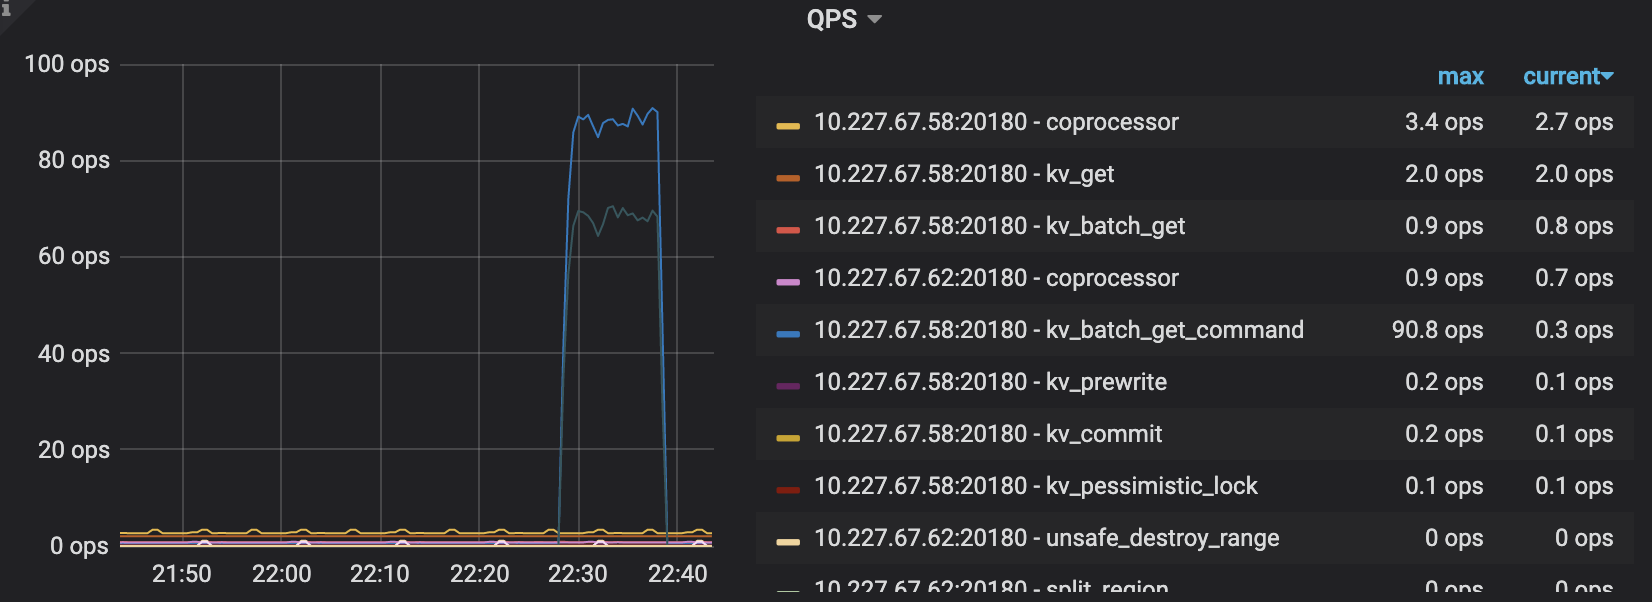 i
QPS
100 ops
80 ops
60 ops
40 ops
20 ops
0 ops
21:50 22:00 22:10 22:20 22:30 22:40
max current
10.227.67.58:20180 - coprocessor 3.4 ops 2.7 ops
10.227.67.58:20180 - kv_get 2.0 ops 2.0 ops
10.227.67.58:20180 - kv_batch_get 0.9 ops 0.8 ops
10.227.67.62:20180 - coprocessor 0.9 ops 0.7 ops
10.227.67.58:20180 - kv_batch_get_command 90.8 ops 0.3 ops
10.227.67.58:20180 - kv_prewrite 0.2 ops 0.1 ops
10.227.67.58:20180 - kv_commit 0.2 ops 0.1 ops
10.227.67.58:20180 - kv_pessimistic_lock 0.1 ops 0.1 ops
10.227.67.62:20180 - unsafe_destroy_range 0 ops 0 ops
10.227.67.62:20180 - split_region 0 ops 0 ops